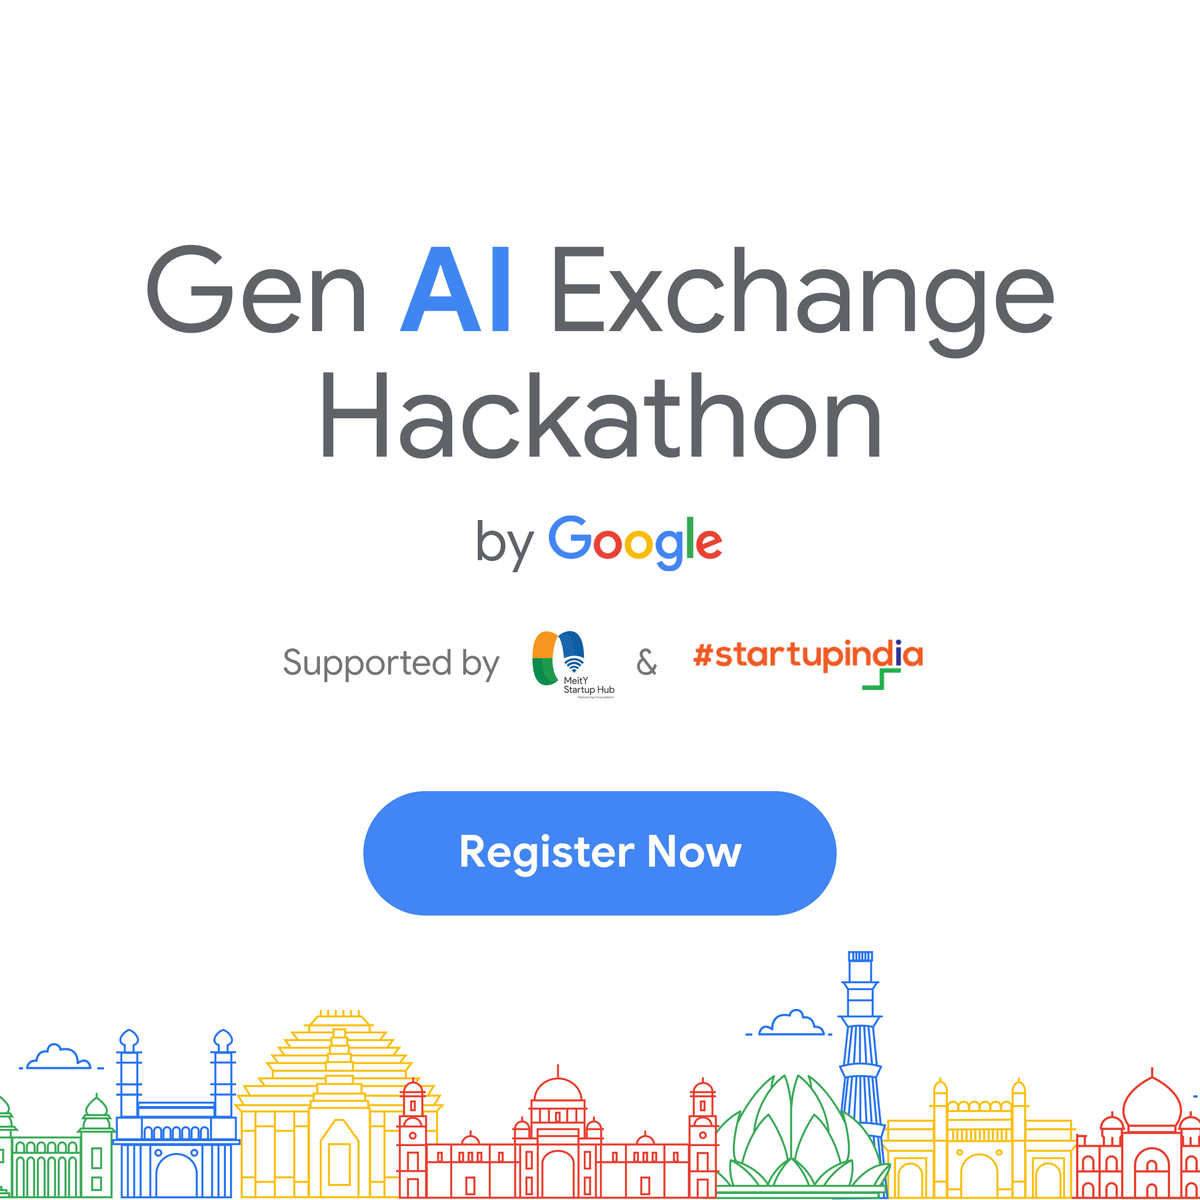 Gen AI Exchange
Hackathon
by Google
Supported by
MeitY
Startup Hub
&
#startupindia
Register Now